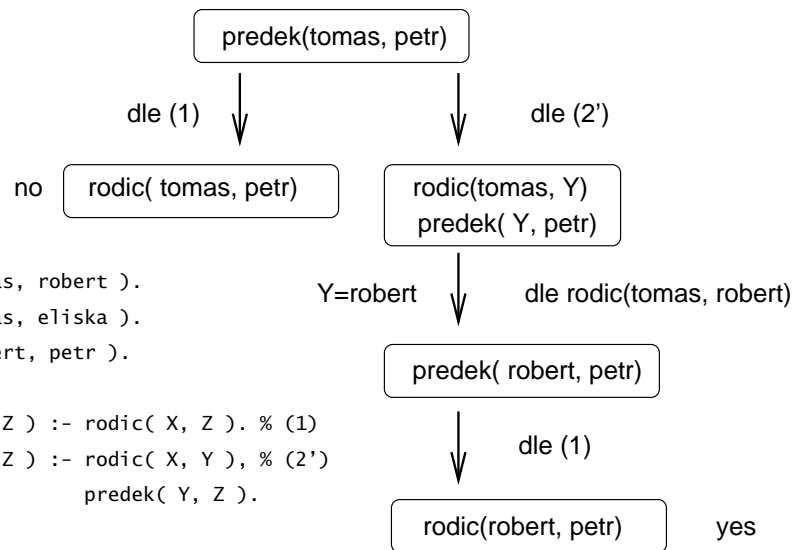 predek(tomas, petr)
dle (1)
dle (2’)
no
rodic( tomas, petr)
rodic(tomas, Y)
predek( Y, petr)
robert ).
Y=robert
dle rodic(tomas, robert)
eliska ).
petr ).
predek( robert, petr)
Z ) :- rodic( X, Z ). % (1)
dle (1)
Z ) :- rodic( X, Y ), % (2’)
predek( Y, Z ).
rodic(robert, petr)
yes